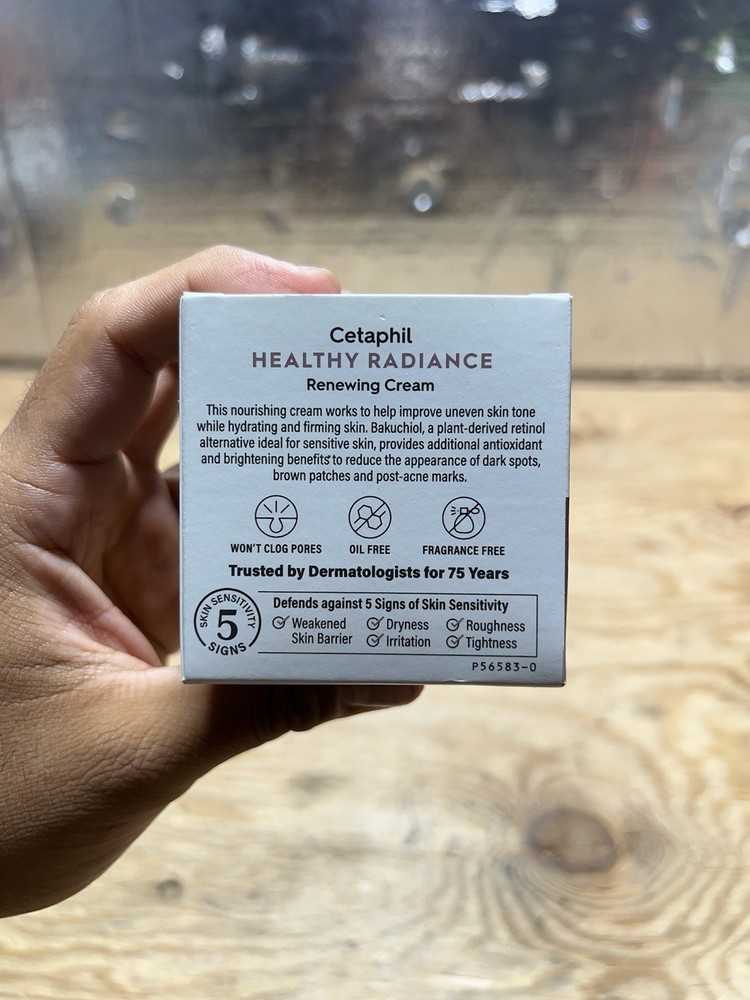 Cetaphil
HEALTHY RADIANCE
Renewing Cream
This nourishing cream works to help improve uneven skin tone
while hydrating and firming skin. Bakuchiol, a plant-derived retinol
alternative ideal for sensitive skin, provides additional antioxidant
and brightening benefits to reduce the appearance of dark spots,
brown patches and post-acne marks.
WON'T CLOG PORES OIL FREE FRAGRANCE FREE
Trusted by Dermatologists for 75 Years
SKIN SENSITIVITY
5
SIGNS
Defends against 5 Signs of Skin Sensitivity
Weakened Dryness Roughness
Skin Barrier Irritation Tightness
P56583-0